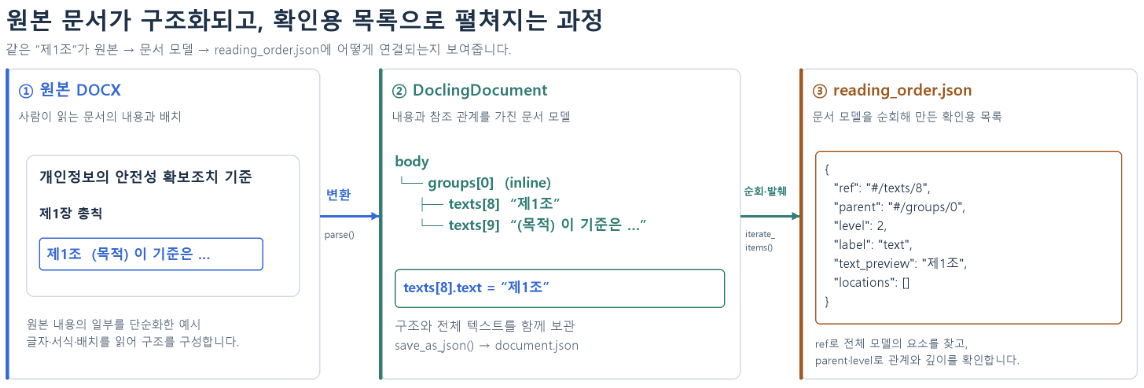 원본 문서가 구조화되고, 확인용 목록으로 펼쳐지는 과정
같은 “제1조”가 원본 → 문서 모델 → reading_order.json에 어떻게 연결되는지 보여줍니다.
① 원본 DOCX
사람이 읽는 문서의 내용과 배치
개인정보의 안전성 확보조치 기준
제1장 총칙
제1조 (목적) 이 기준은 ...
원본 내용의 일부를 단순화한 예시
글자·서식·배치를 읽어 구조를 구성합니다.
변환
parse()
② DoclingDocument
내용과 참조 관계를 가진 문서 모델
body
└── groups[0] (inline)
├── texts[8] “제1조”
└── texts[9] “(목적) 이 기준은 ...”
texts[8].text = “제1조”
구조와 전체 텍스트를 함께 보관
save_as_json() → document.json
순회·발췌
iterate_
items()
③ reading_order.json
문서 모델을 순회해 만든 확인용 목록
{
"ref": "#/texts/8",
"parent": "#/groups/0",
"level": 2,
"label": "text",
"text_preview": "제1조",
"locations": []
}
ref로 전체 모델의 요소를 찾고,
parent·level로 관계와 깊이를 확인합니다.